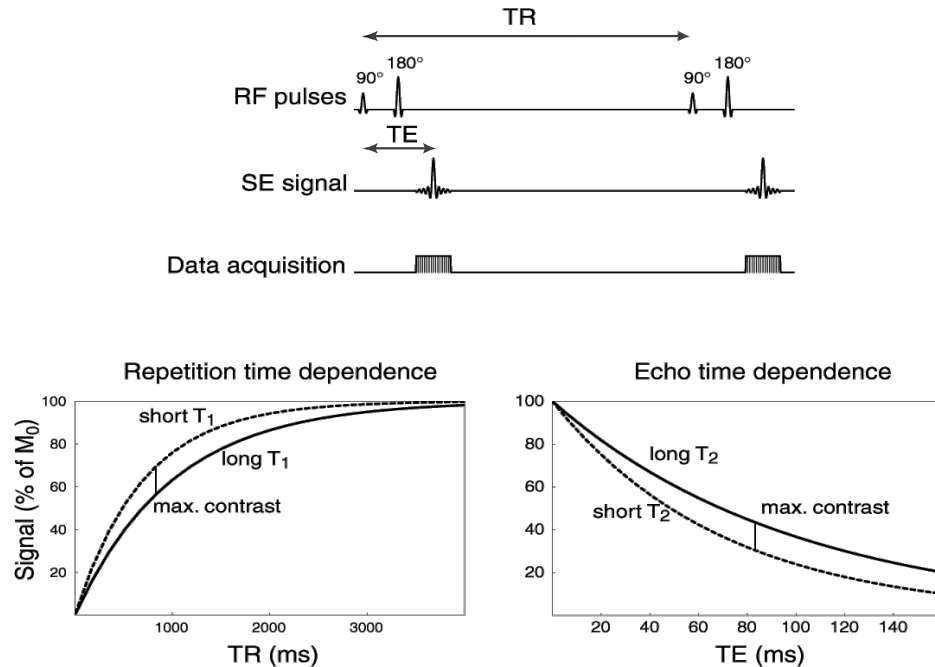 TR
90° 180° 90° 180°
RF pulses
TE
SE signal
Data acquisition
Repetition time dependence
Signal (% of M₀)
100
80
60
40
20
short T₁
long T₁
max. contrast
1000 2000 3000
TR (ms)
Echo time dependence
100
80
60
40
20
long T₂
short T₂
max. contrast
20 40 60 80 100 120 140
TE (ms)